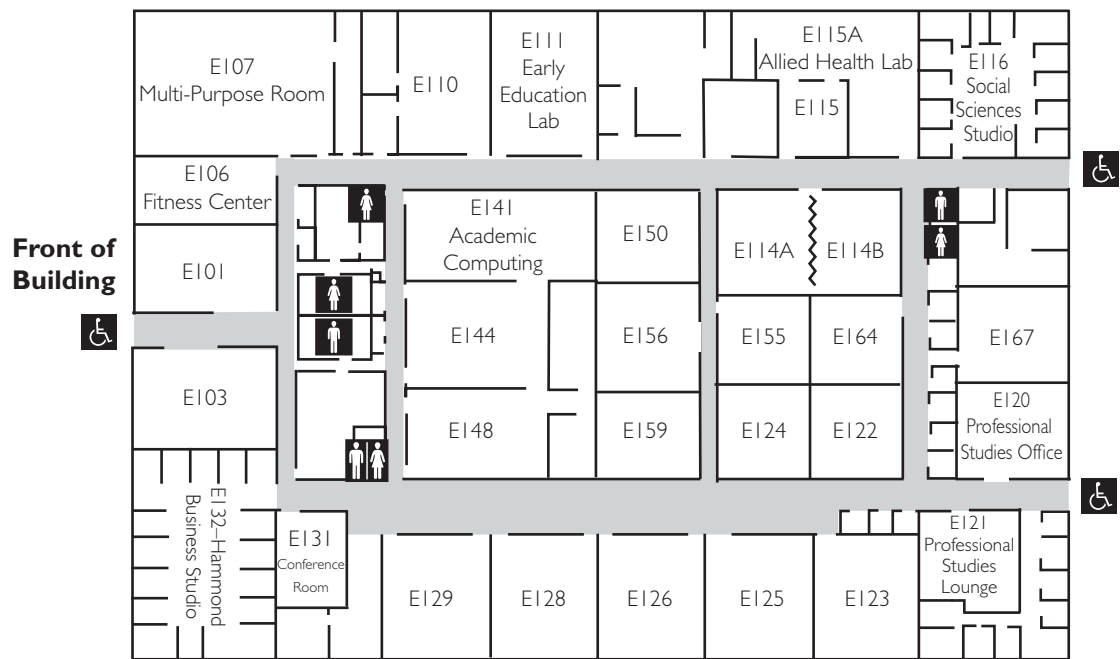 E107
Multi-Purpose Room
E110
E111
Early
Education
Lab
E115A
Allied Health Lab
E115
E116
Social
Sciences
Studio
E106
Fitness Center
E101
Front of
Building
E103
E141
Academic
Computing
E150
E114A
E114B
E144
E156
E155
E164
E167
E148
E159
E124
E122
E120
Professional
Studies Office
E132–Hammond
Business Studio
E131
Conference
Room
E129
E128
E126
E125
E123
E121
Professional
Studies
Lounge